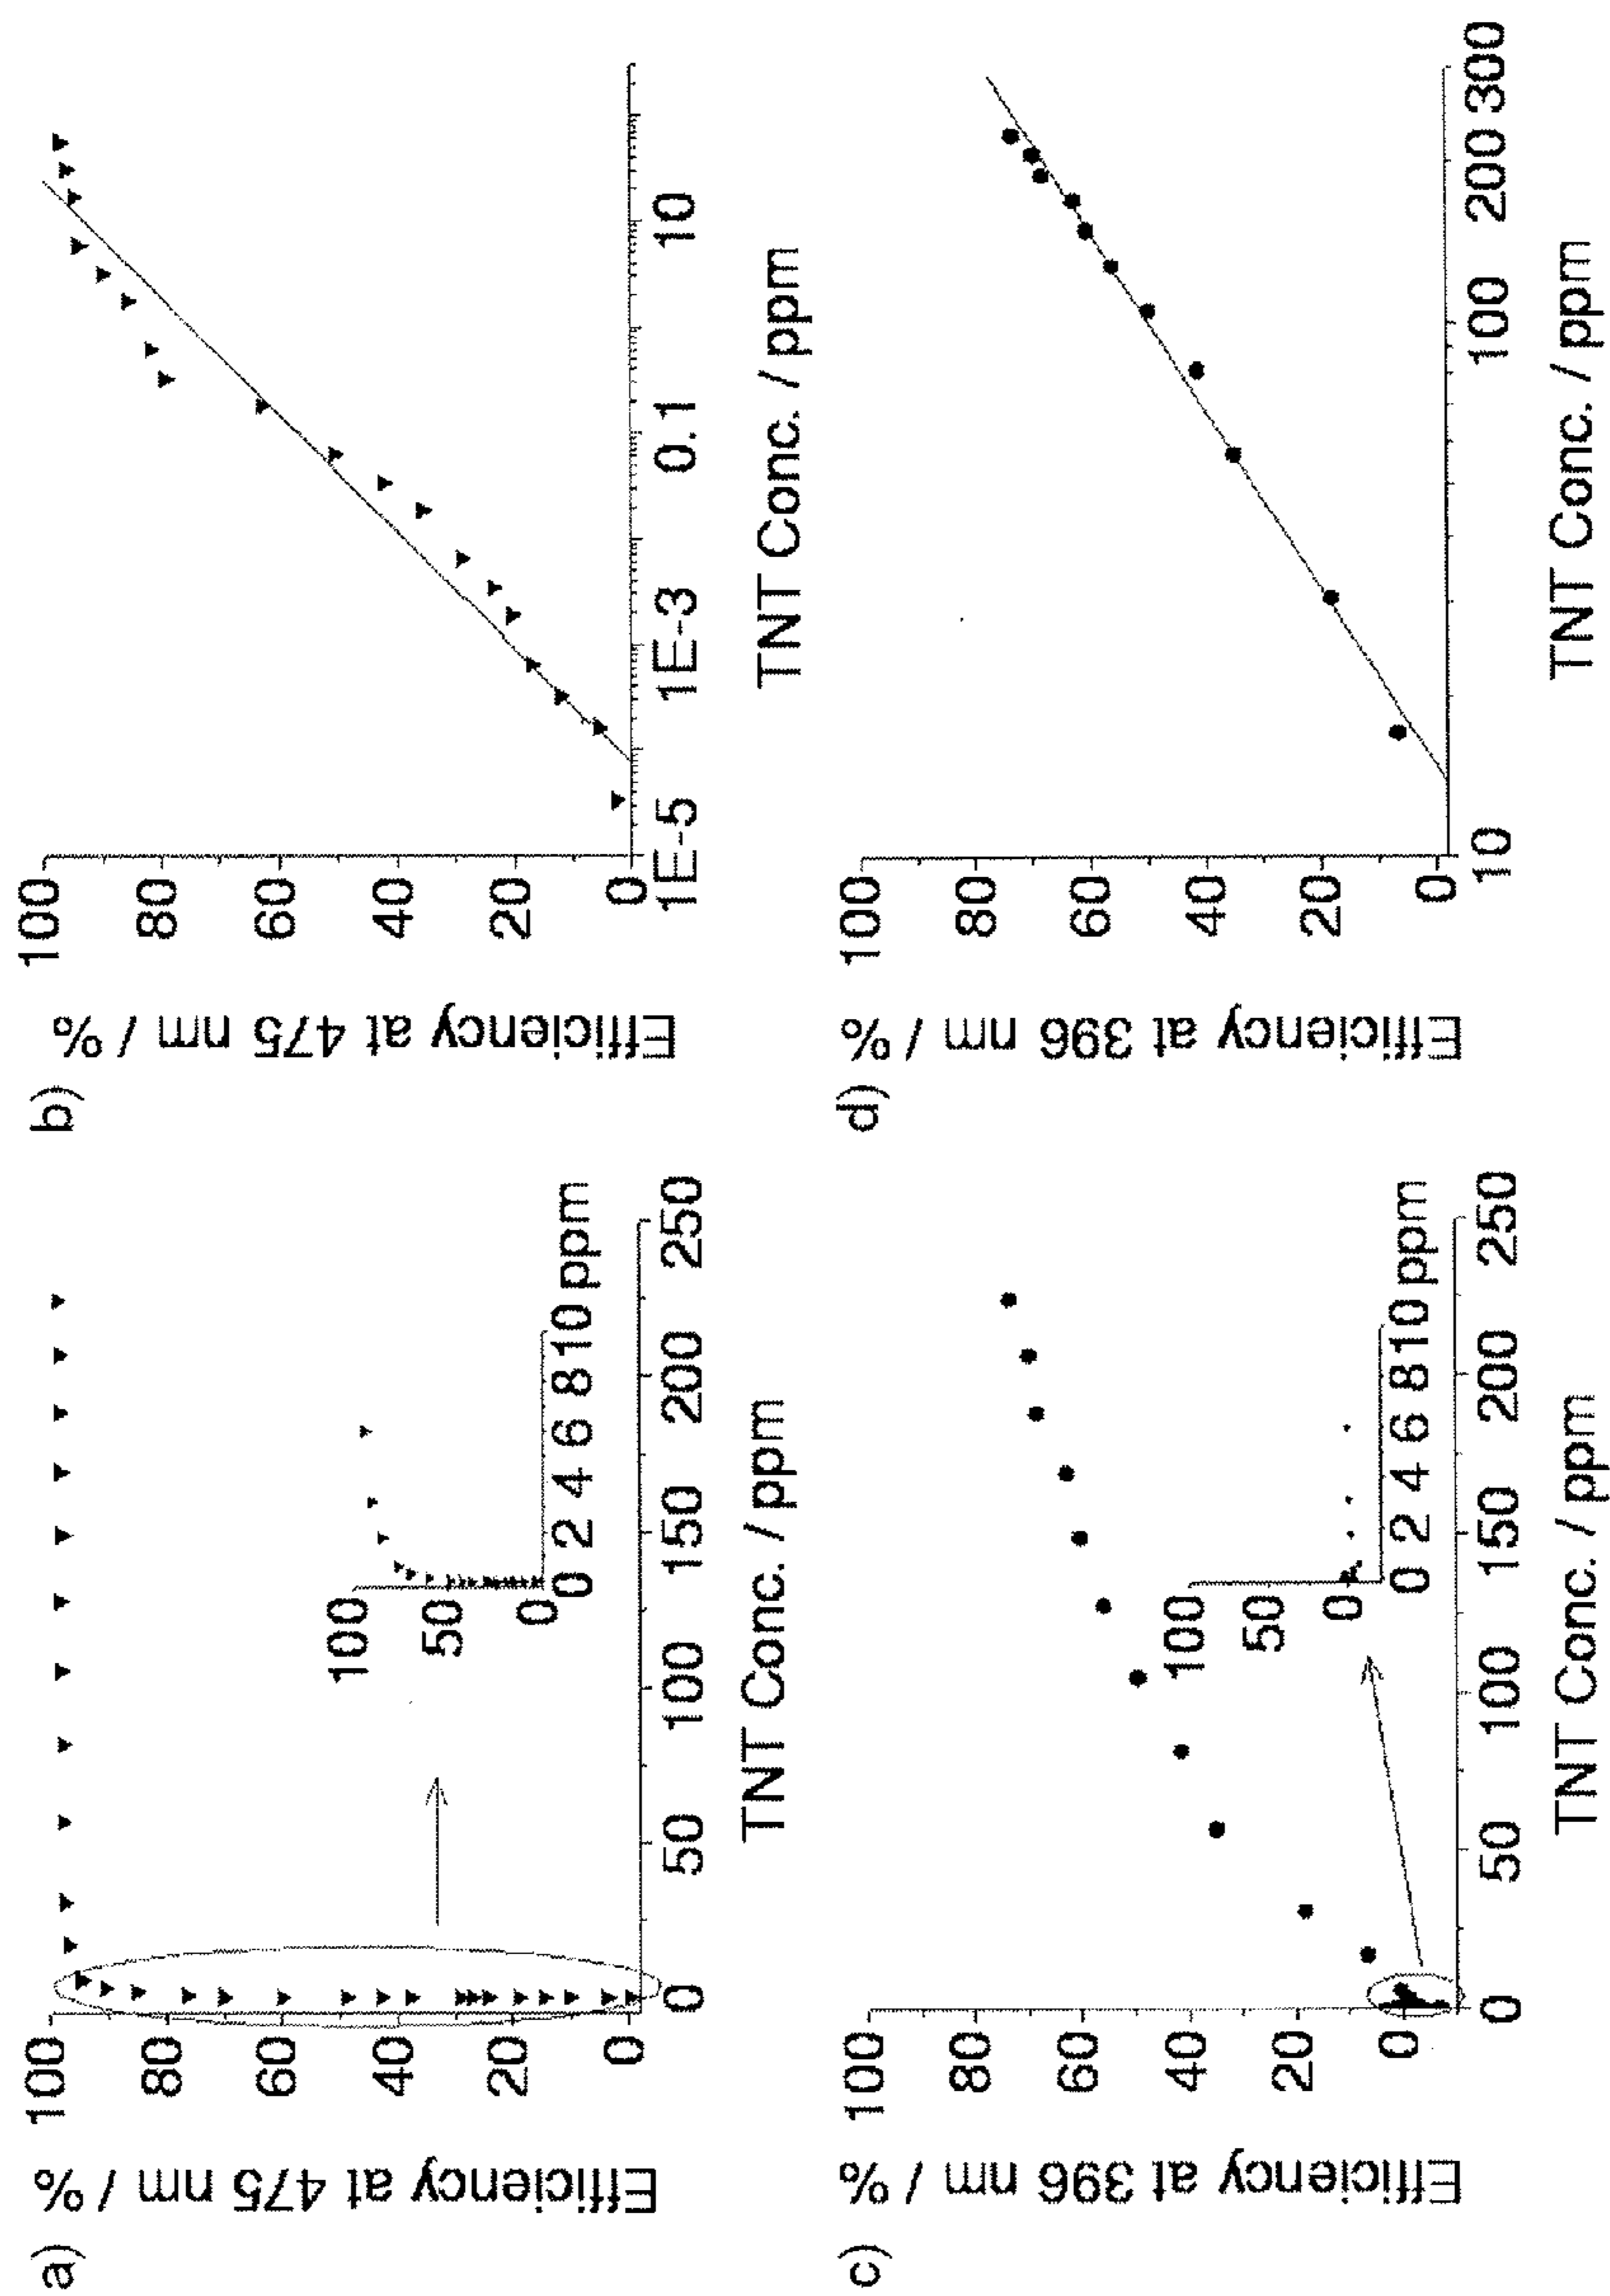 a)
Efficiency at 475 nm / %
100
80
60
40
20
0
0 50 100 150 200 250
TNT Conc. / ppm
100
50
0
0 2 4 6 8 10 ppm
b)
Efficiency at 475 nm / %
100
80
60
40
20
0
1E-5 1E-3 0.1 10
TNT Conc. / ppm
c)
Efficiency at 396 nm / %
100
80
60
40
20
0
0 50 100 150 200 250
TNT Conc. / ppm
100
50
0
0 2 4 6 8 10 ppm
d)
Efficiency at 396 nm / %
100
80
60
40
20
0
10 100 200 300
TNT Conc. / ppm